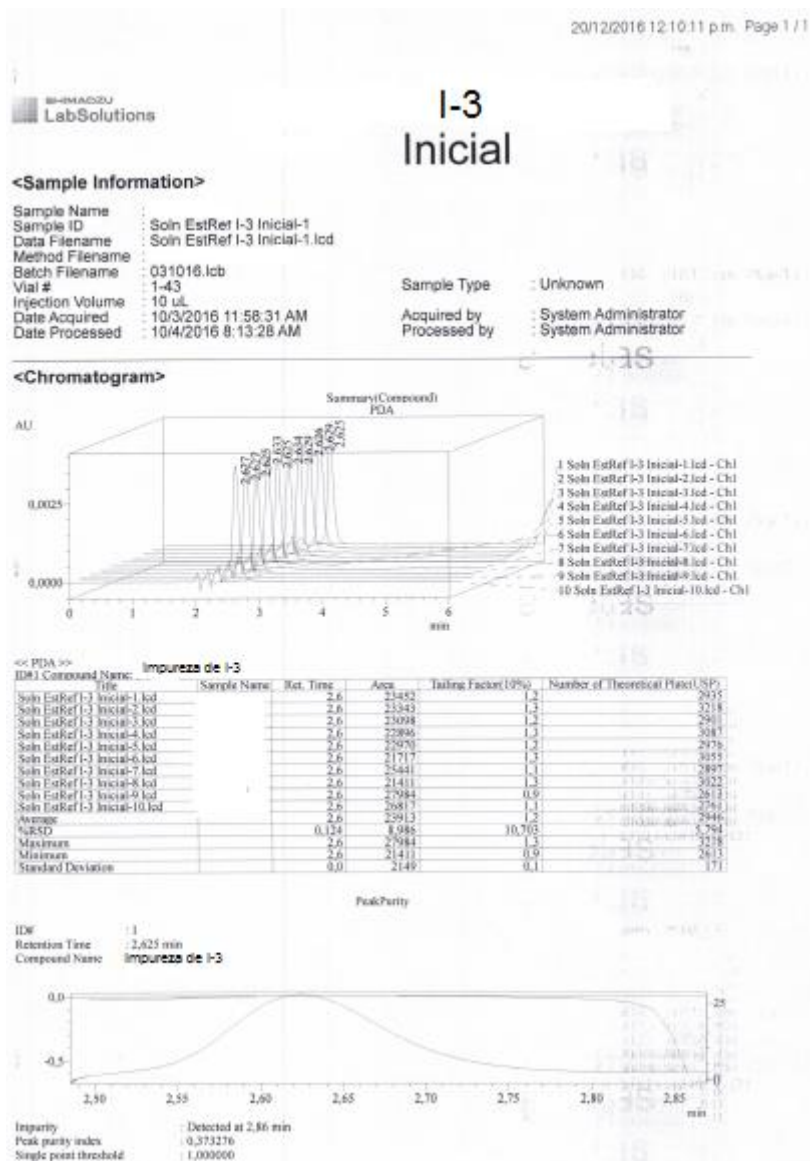 20/12/2016 12:10:11 p.m. Page 1 / 1
SHIMADZU
LabSolutions
I-3
Inicial
<Sample Information>
Sample Name :
Sample ID : Soln EstRef I-3 Inicial-1
Data Filename : Soln EstRef I-3 Inicial-1.lcd
Method Filename :
Batch Filename : 031016.lcb
Vial # : 1-43 Sample Type : Unknown
Injection Volume : 10 uL
Date Acquired : 10/3/2016 11:58:31 AM Acquired by : System Administrator
Date Processed : 10/4/2016 8:13:28 AM Processed by : System Administrator
<Chromatogram>
Summary(Compound)
PDA
AU
2,627
2,625
2,633
2,625
2,634
2,629
2,629
2,625
0,0025
0,0000
0 1 2 3 4 5 6
min
1 Soln EstRef I-3 Inicial-1.lcd - Ch1
2 Soln EstRef I-3 Inicial-2.lcd - Ch1
3 Soln EstRef I-3 Inicial-3.lcd - Ch1
4 Soln EstRef I-3 Inicial-4.lcd - Ch1
5 Soln EstRef I-3 Inicial-5.lcd - Ch1
6 Soln EstRef I-3 Inicial-6.lcd - Ch1
7 Soln EstRef I-3 Inicial-7.lcd - Ch1
8 Soln EstRef I-3 Inicial-8.lcd - Ch1
9 Soln EstRef I-3 Inicial-9.lcd - Ch1
10 Soln EstRef I-3 Inicial-10.lcd - Ch1
<< PDA >>
ID#1 Compound Name: Impureza de I-3
Title Sample Name Ret. Time Area Tailing Factor(10%) Number of Theoretical Plate(USP)
Soln EstRef I-3 Inicial-1.lcd 2,6 23452 1,2 2935
Soln EstRef I-3 Inicial-2.lcd 2,6 23343 1,3 3218
Soln EstRef I-3 Inicial-3.lcd 2,6 23098 1,2 2901
Soln EstRef I-3 Inicial-4.lcd 2,6 22896 1,3 3087
Soln EstRef I-3 Inicial-5.lcd 2,6 22970 1,2 2976
Soln EstRef I-3 Inicial-6.lcd 2,6 21717 1,3 3055
Soln EstRef I-3 Inicial-7.lcd 2,6 25441 1,1 2897
Soln EstRef I-3 Inicial-8.lcd 2,6 21411 1,3 3022
Soln EstRef I-3 Inicial-9.lcd 2,6 27984 0,9 2613
Soln EstRef I-3 Inicial-10.lcd 2,6 26817 1,1 2761
Average 2,6 23913 1,2 2946
%RSD 0,124 8,986 10,703 5,794
Maximum 2,6 27984 1,3
Minimum 2,6 21411 0,9 2613
Standard Deviation 0,0 2149 0,1 171
PeakPurity
ID# : 1
Retention Time : 2,625 min
Compound Name Impureza de I-3
0,0 25
-0,5 0
2,50 2,55 2,60 2,65 2,70 2,75 2,80 2,85
min
Impurity : Detected at 2,86 min
Peak purity index : 0,373276
Single point threshold : 1,000000